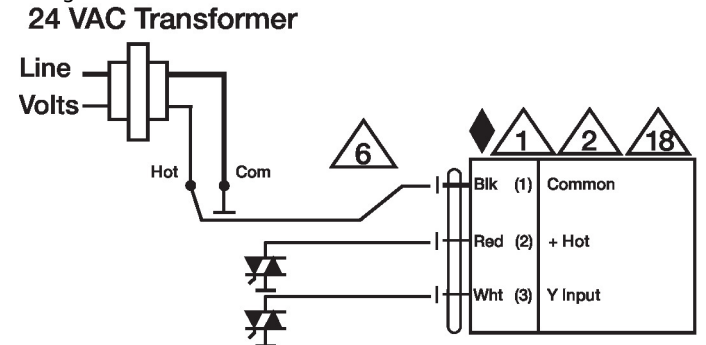 24 VAC Transformer
Line
Volts
Hot
Com
6
1
2
18
Blk (1) Common
Red (2) + Hot
Wht (3) Y Input